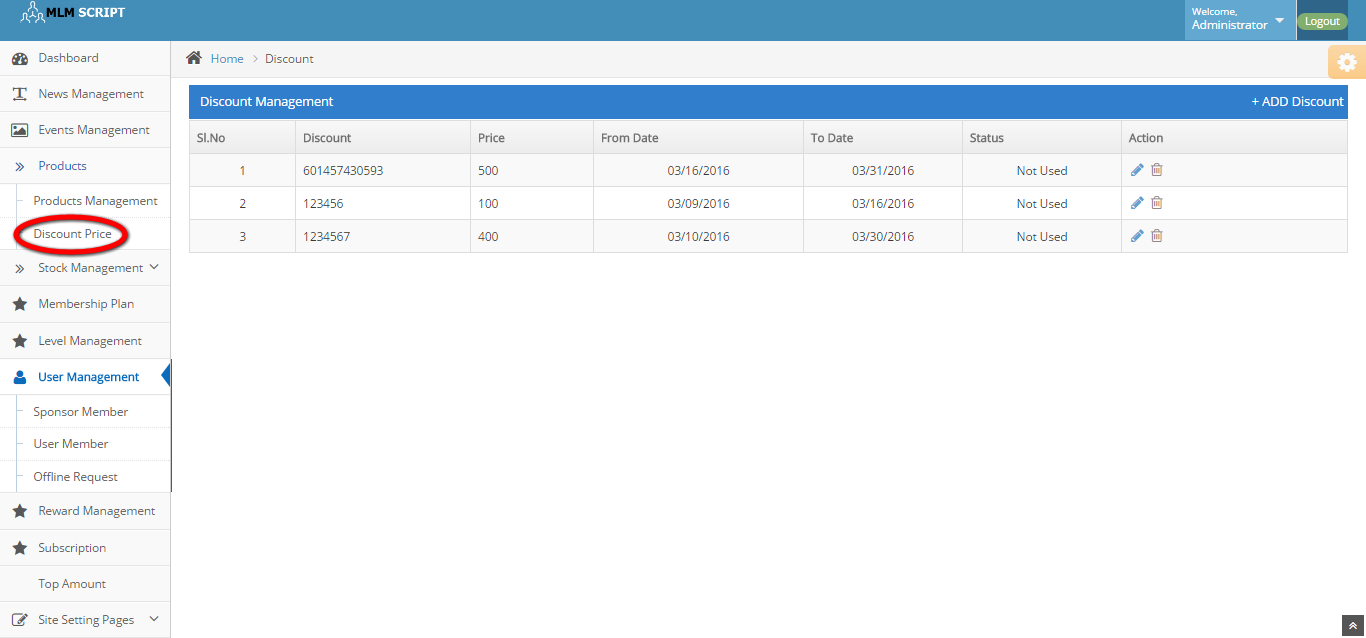 MLM SCRIPT
Welcome,
Administrator
Logout
Dashboard
News Management
Events Management
Products
Products Management
Discount Price
Stock Management
Membership Plan
Level Management
User Management
Sponsor Member
User Member
Offline Request
Reward Management
Subscription
Top Amount
Site Setting Pages
Home > Discount
Discount Management + ADD Discount
Sl.No Discount Price From Date To Date Status Action
1 601457430593 500 03/16/2016 03/31/2016 Not Used
2 123456 100 03/09/2016 03/16/2016 Not Used
3 1234567 400 03/10/2016 03/30/2016 Not Used